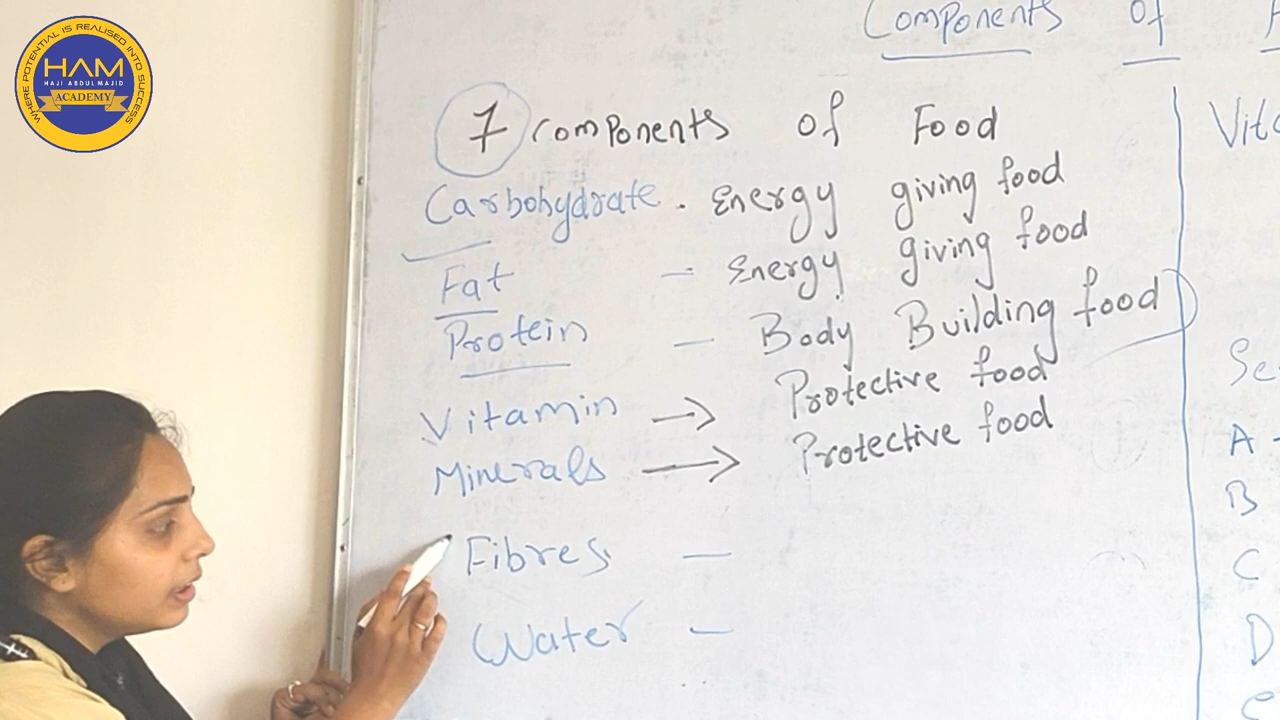 WHERE POTENTIAL IS REALISED INTO SUCCESS
HAM
HAJI ABDUL MAJID
ACADEMY
Components of
7 components of Food
Carbohydrate. Energy giving food
Fat - Energy giving food
Protein - Body Building food
Vitamin → Protective food
Minerals → Protective food
Fibres -
Water -
A -
B
C
D